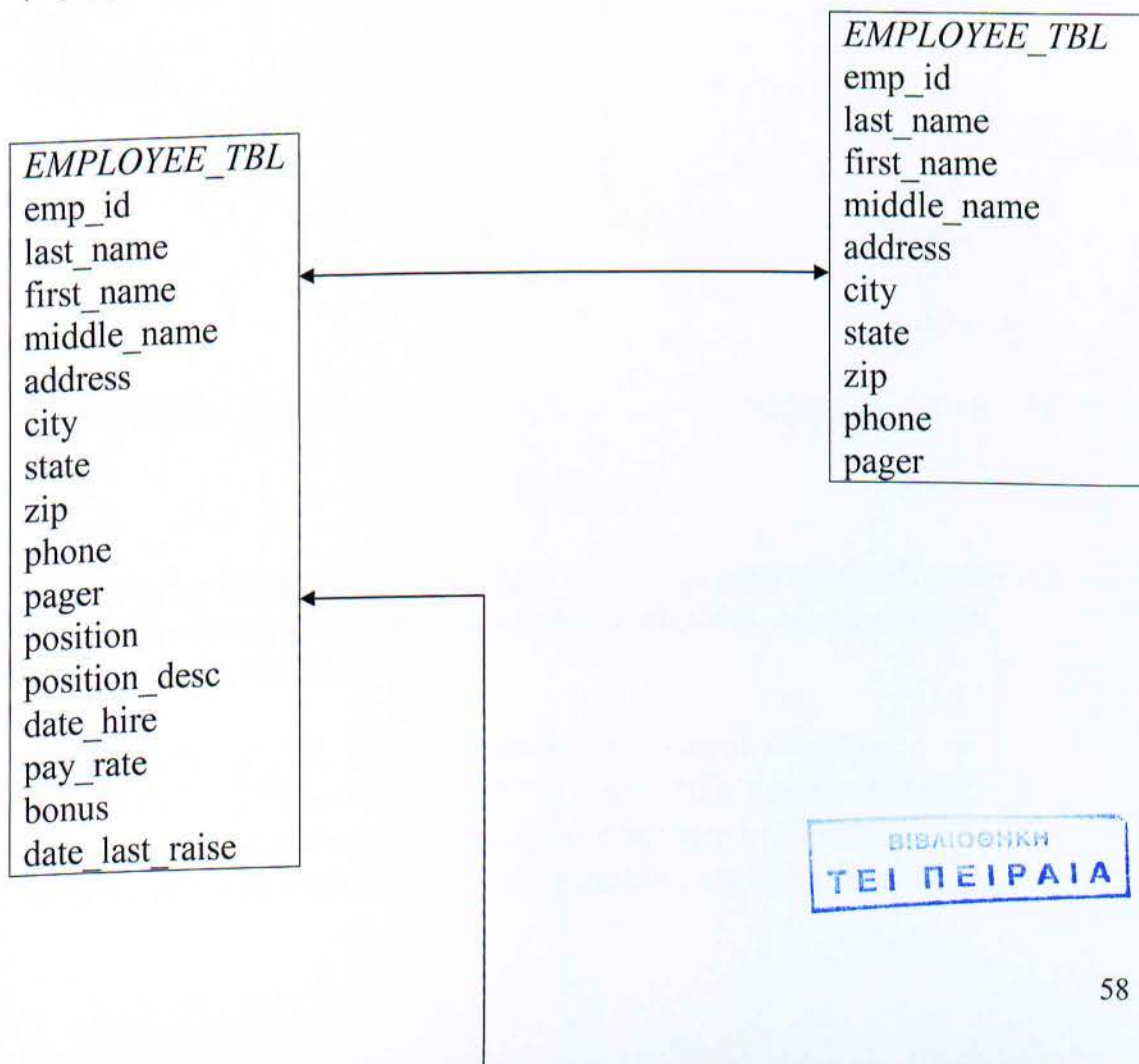 EMPLOYEE_TBL
emp_id
last_name
first_name
middle_name
address
city
state
zip
phone
pager
position
position_desc
date_hire
pay_rate
bonus
date_last_raise
EMPLOYEE_TBL
emp_id
last_name
first_name
middle_name
address
city
state
zip
phone
pager
ΒΙΒΛΙΟΘΗΚΗ
ΤΕΙ ΠΕΙΡΑΙΑ
58